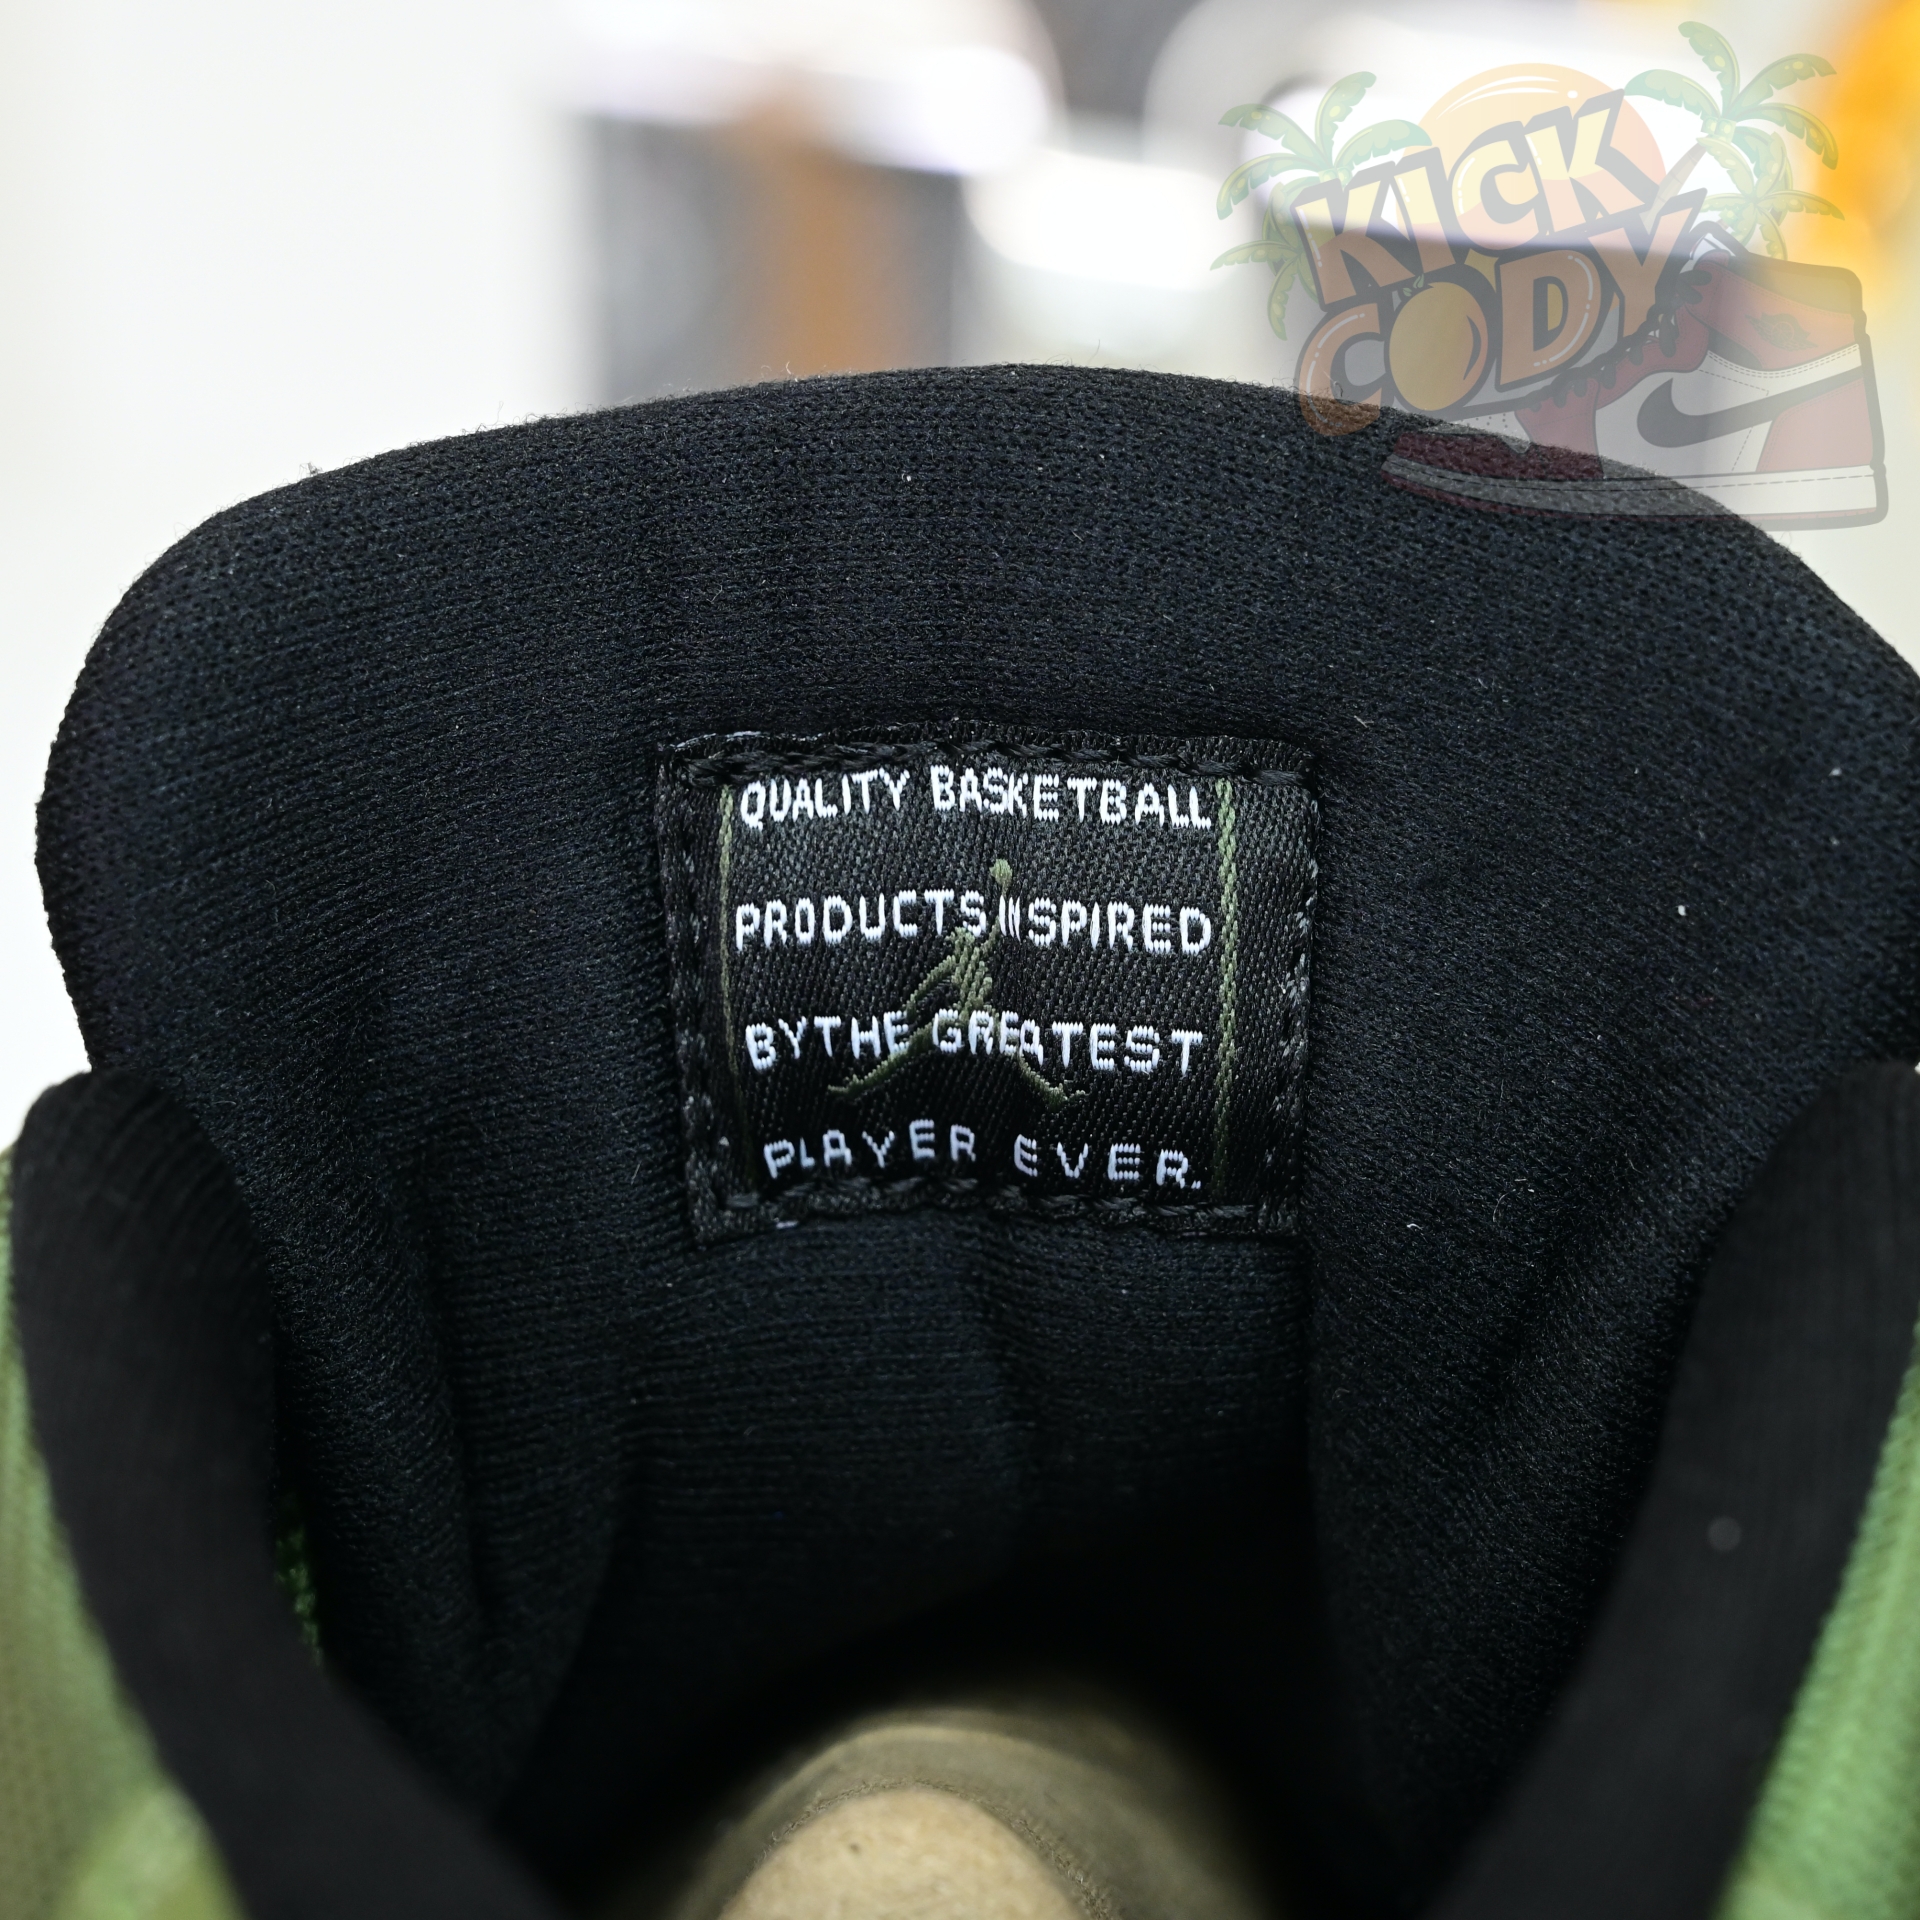 KICK
CODY
QUALITY BASKETBALL
PRODUCTS INSPIRED
BY THE GREATEST
PLAYER EVER.